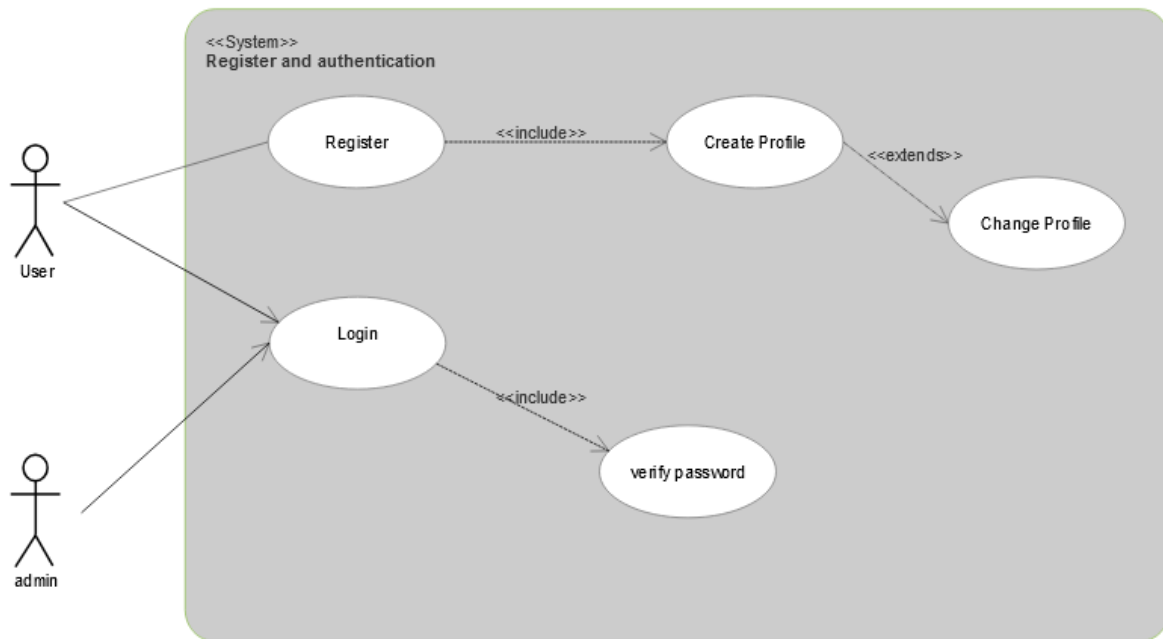 <<System>>
Register and authentication
Register
<<include>>
Create Profile
<<extends>>
Change Profile
User
Login
<<include>>
verify password
admin